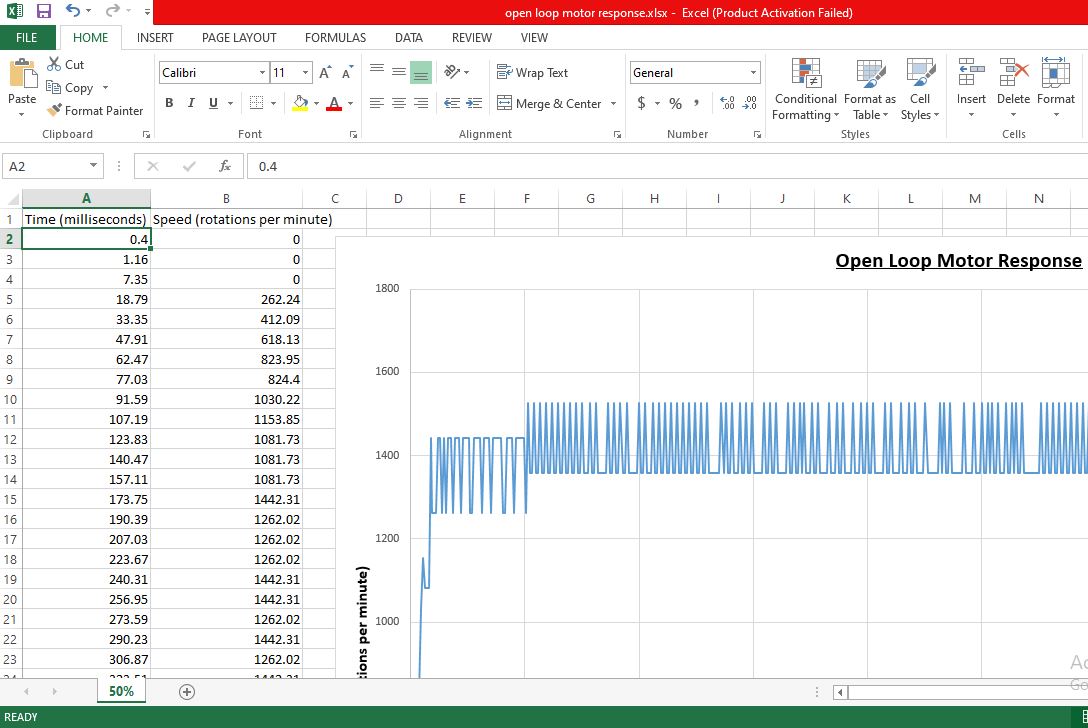 open loop motor response.xlsx - Excel (Product Activation Failed)
FILE HOME INSERT PAGE LAYOUT FORMULAS DATA REVIEW VIEW
Paste
Cut
Copy
Format Painter
Clipboard
Calibri 11
B I U
Font
Wrap Text
Merge & Center
Alignment
General
$ % ,
Number
Conditional Formatting
Format as Table
Cell Styles
Styles
Insert Delete Format
Cells
A2 fx 0.4
A B C D E F G H I J K L M N
1 Time (milliseconds) Speed (rotations per minute)
2 0.4 0
3 1.16 0
4 7.35 0
5 18.79 262.24
6 33.35 412.09
7 47.91 618.13
8 62.47 823.95
9 77.03 824.4
10 91.59 1030.22
11 107.19 1153.85
12 123.83 1081.73
13 140.47 1081.73
14 157.11 1081.73
15 173.75 1442.31
16 190.39 1262.02
17 207.03 1262.02
18 223.67 1262.02
19 240.31 1442.31
20 256.95 1442.31
21 273.59 1262.02
22 290.23 1442.31
23 306.87 1262.02
Open Loop Motor Response
1800
1600
1400
1200
1000
tions per minute)
50%
READY